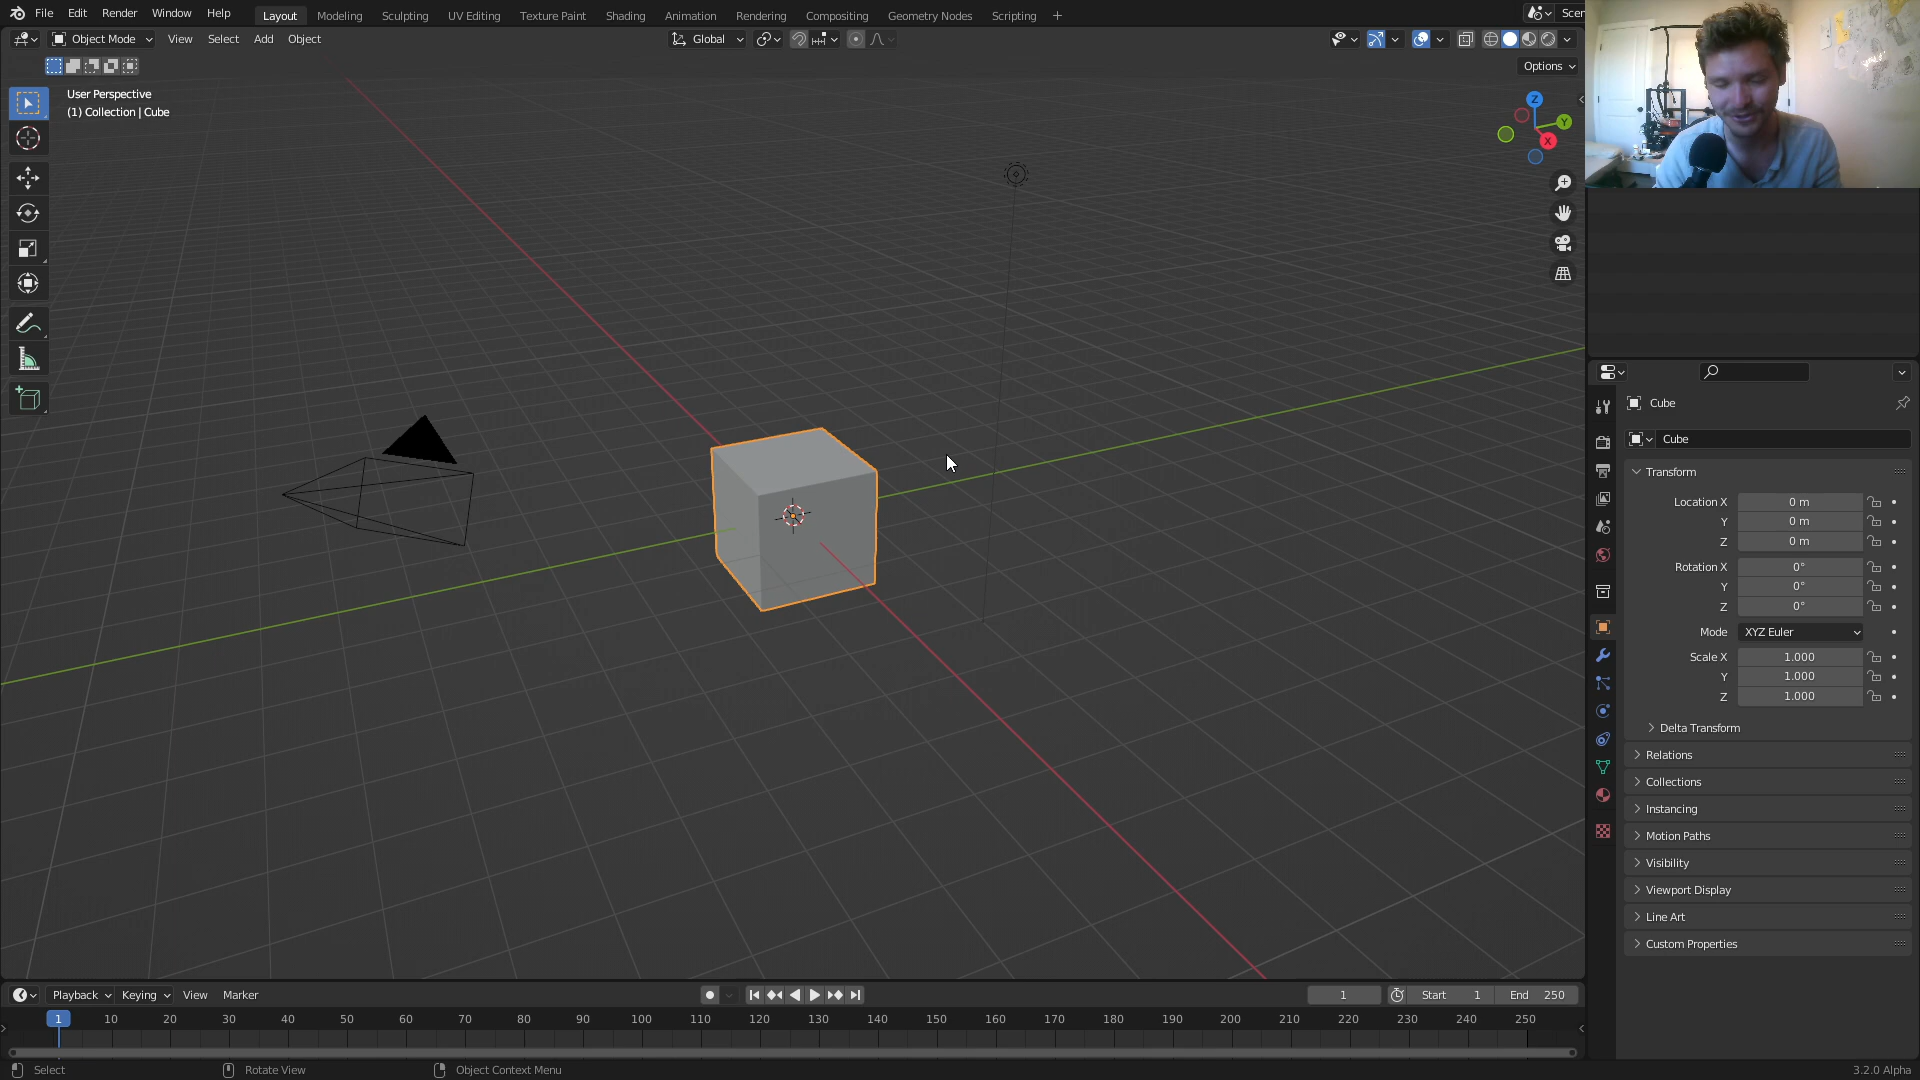 File Edit Render Window Help Layout Modeling Sculpting UV Editing Texture Paint Shading Animation Rendering Compositing Geometry Nodes Scripting + Scer
Object Mode View Select Add Object Global
Options
User Perspective
(1) Collection | Cube
Z
Y
X
Cube
Cube
Transform
Location X 0 m
Y 0 m
Z 0 m
Rotation X 0°
Y 0°
Z 0°
Mode XYZ Euler
Scale X 1.000
Y 1.000
Z 1.000
Delta Transform
Relations
Collections
Instancing
Motion Paths
Visibility
Viewport Display
Line Art
Custom Properties
Playback Keying View Marker 1 Start 1 End 250
1 10 20 30 40 50 60 70 80 90 100 110 120 130 140 150 160 170 180 190 200 210 220 230 240 250
Select Rotate View Object Context Menu 3.2.0 Alpha